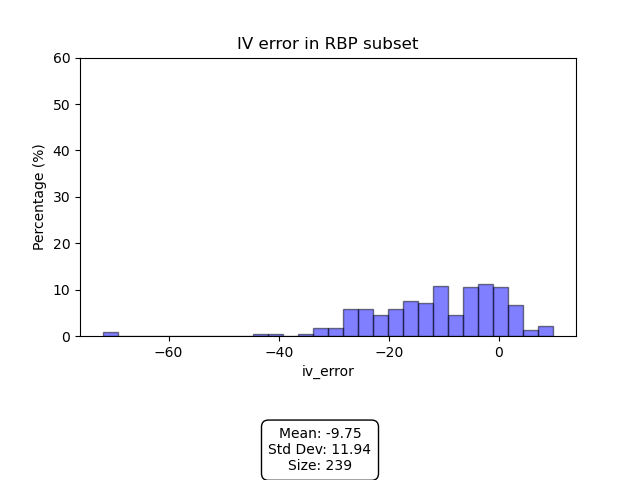 IV error in RBP subset
60
50
40
30
20
10
0
Percentage (%)
−60
−40
−20
0
iv_error
Mean: -9.75
Std Dev: 11.94
Size: 239